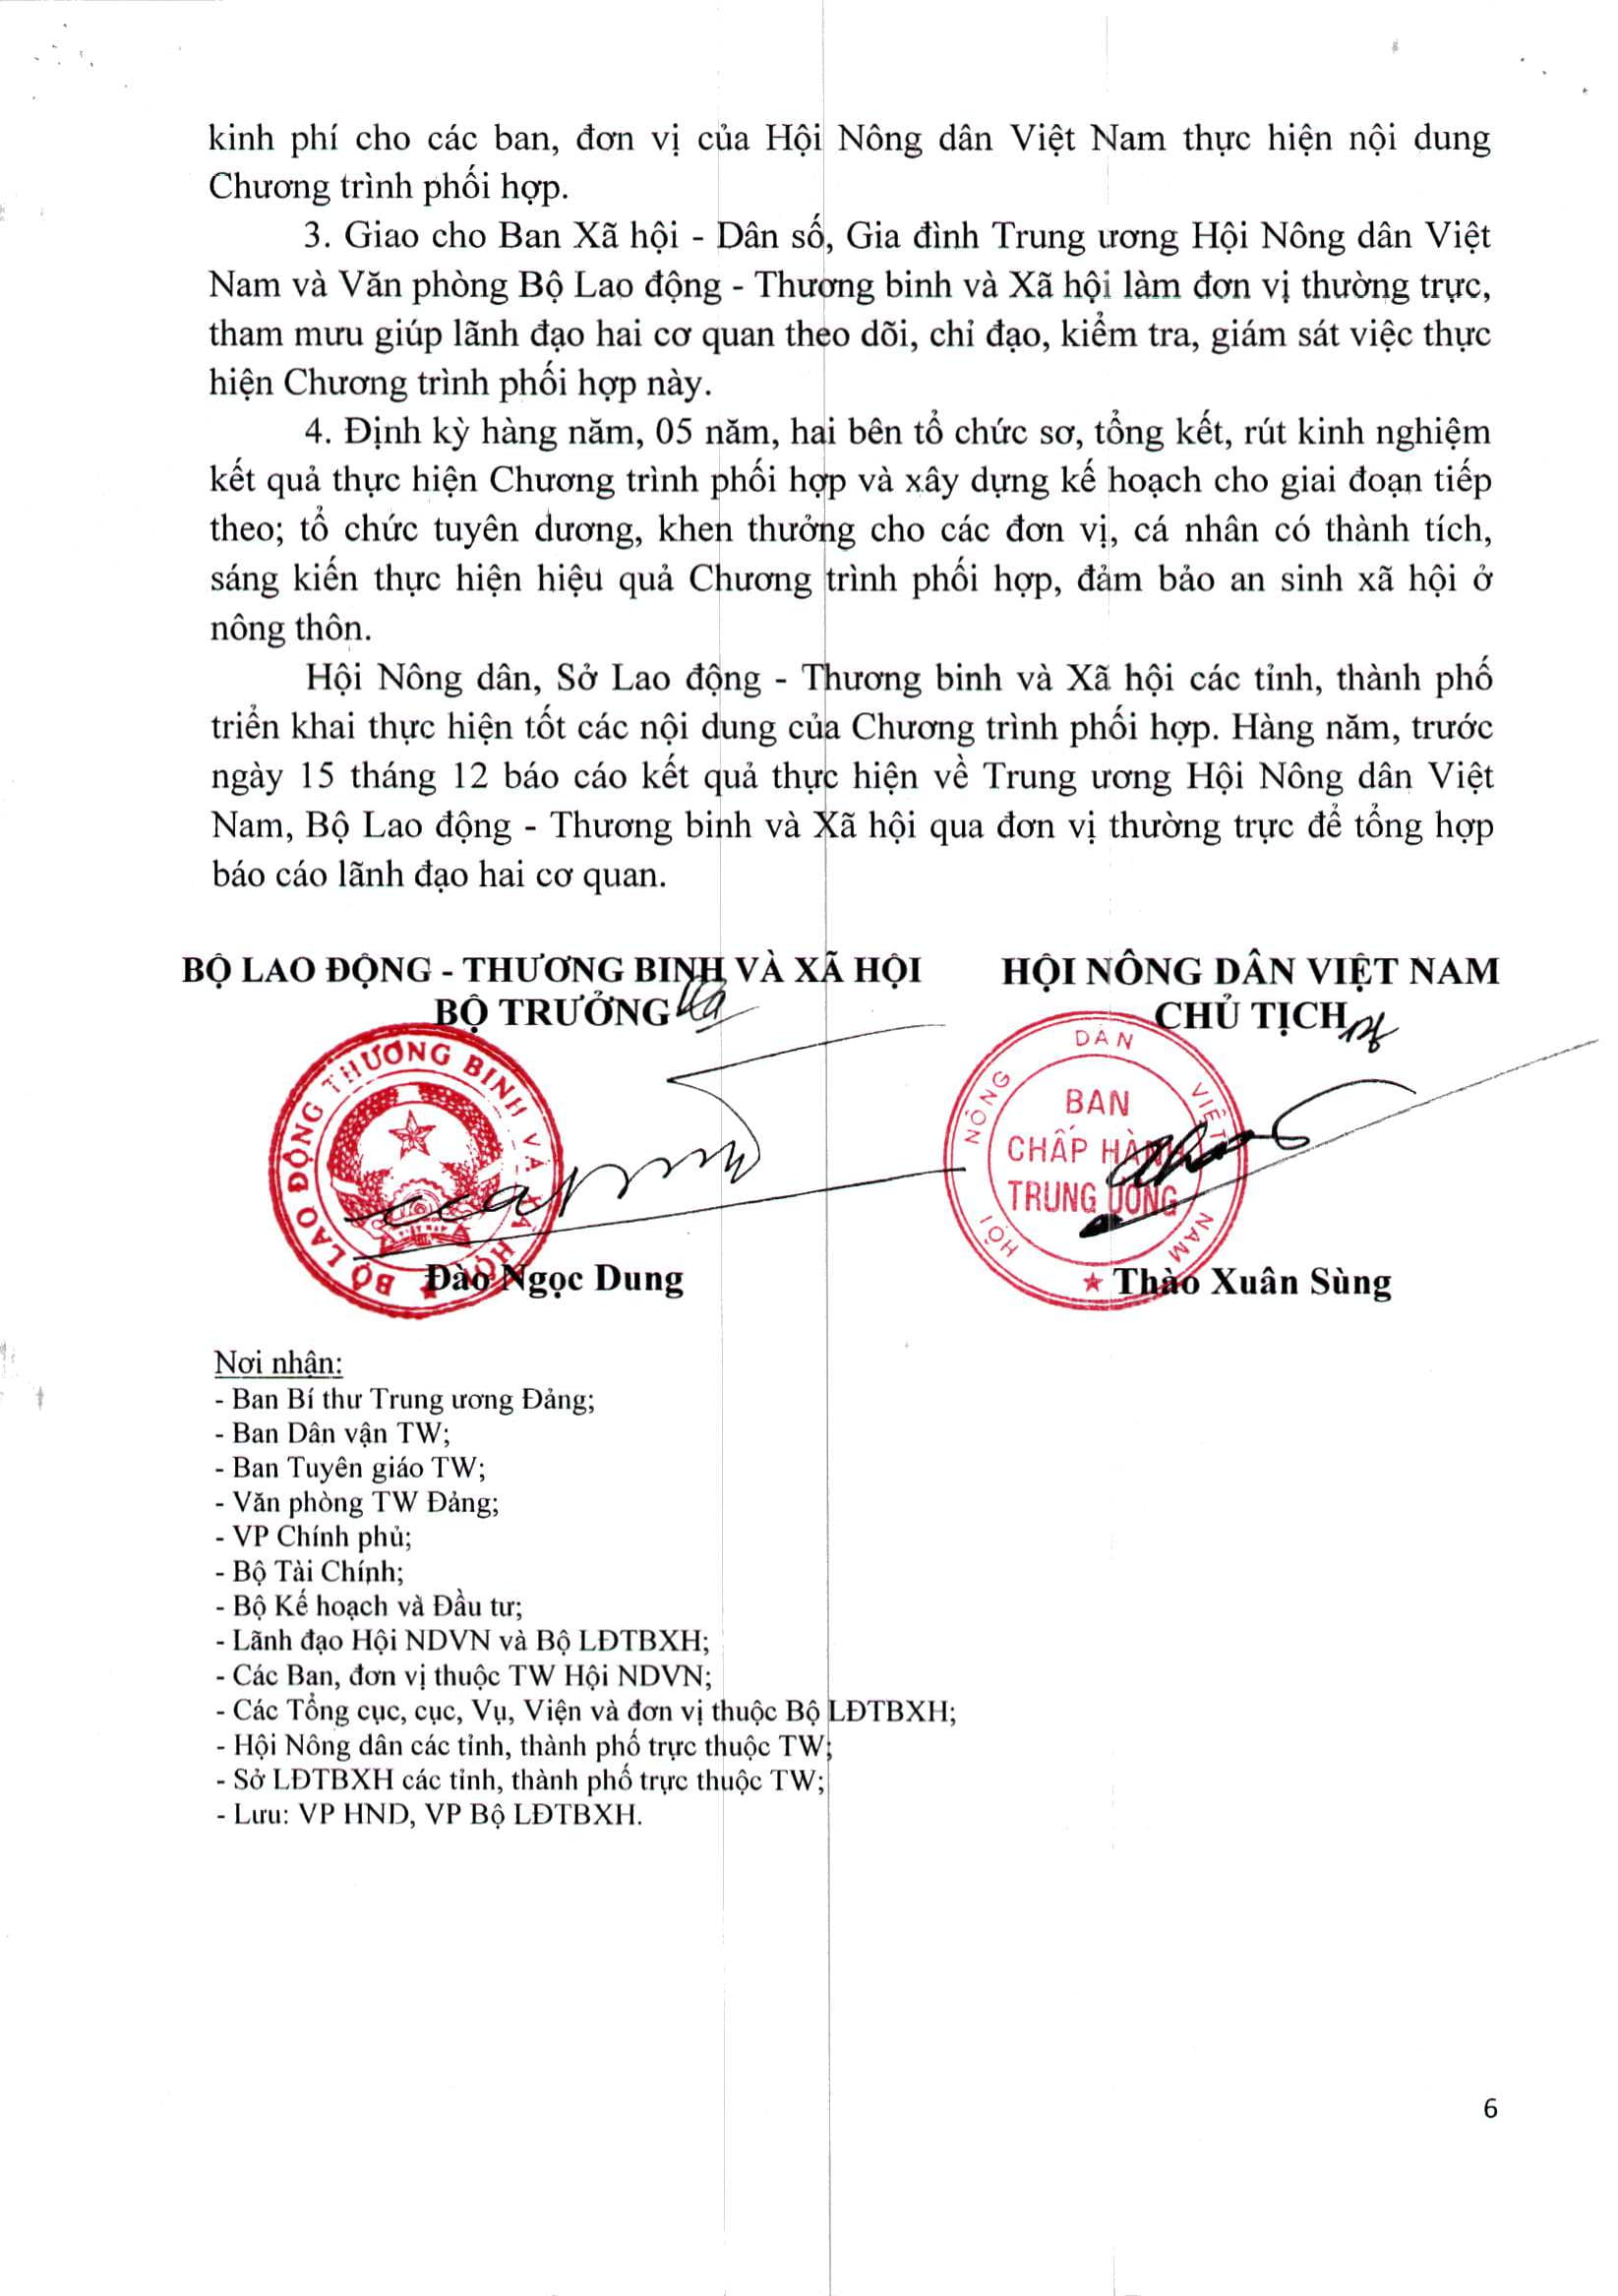 kinh phí cho các ban, đơn vị của Hội Nông dân Việt Nam thực hiện nội dung
Chương trình phối hợp.
3. Giao cho Ban Xã hội - Dân số, Gia đình Trung ương Hội Nông dân Việt
Nam và Văn phòng Bộ Lao động - Thương binh và Xã hội làm đơn vị thường trực,
tham mưu giúp lãnh đạo hai cơ quan theo dõi, chỉ đạo, kiểm tra, giám sát việc thực
hiện Chương trình phối hợp này.
4. Định kỳ hàng năm, 05 năm, hai bên tổ chức sơ, tổng kết, rút kinh nghiệm
kết quả thực hiện Chương trình phối hợp và xây dựng kế hoạch cho giai đoạn tiếp
theo; tổ chức tuyên dương, khen thưởng cho các đơn vị, cá nhân có thành tích,
sáng kiến thực hiện hiệu quả Chương trình phối hợp, đảm bảo an sinh xã hội ở
nông thôn.
Hội Nông dân, Sở Lao động - Thương binh và Xã hội các tỉnh, thành phố
triển khai thực hiện tốt các nội dung của Chương trình phối hợp. Hàng năm, trước
ngày 15 tháng 12 báo cáo kết quả thực hiện về Trung ương Hội Nông dân Việt
Nam, Bộ Lao động - Thương binh và Xã hội qua đơn vị thường trực để tổng hợp
báo cáo lãnh đạo hai cơ quan.
BỘ LAO ĐỘNG - THƯƠNG BINH VÀ XÃ HỘI
BỘ TRƯỞNG
BỘ LAO ĐỘNG THƯƠNG BINH VÀ XÃ HỘI
Đào Ngọc Dung
HỘI NÔNG DÂN VIỆT NAM
CHỦ TỊCH
HỘI NÔNG DÂN VIỆT NAM
BAN
CHẤP HÀNH
TRUNG ƯƠNG
Thào Xuân Sùng
Nơi nhận:
- Ban Bí thư Trung ương Đảng;
- Ban Dân vận TW;
- Ban Tuyên giáo TW;
- Văn phòng TW Đảng;
- VP Chính phủ;
- Bộ Tài Chính;
- Bộ Kế hoạch và Đầu tư;
- Lãnh đạo Hội NDVN và Bộ LĐTBXH;
- Các Ban, đơn vị thuộc TW Hội NDVN;
- Các Tổng cục, cục, Vụ, Viện và đơn vị thuộc Bộ LĐTBXH;
- Hội Nông dân các tỉnh, thành phố trực thuộc TW;
- Sở LĐTBXH các tỉnh, thành phố trực thuộc TW;
- Lưu: VP HND, VP Bộ LĐTBXH.
6